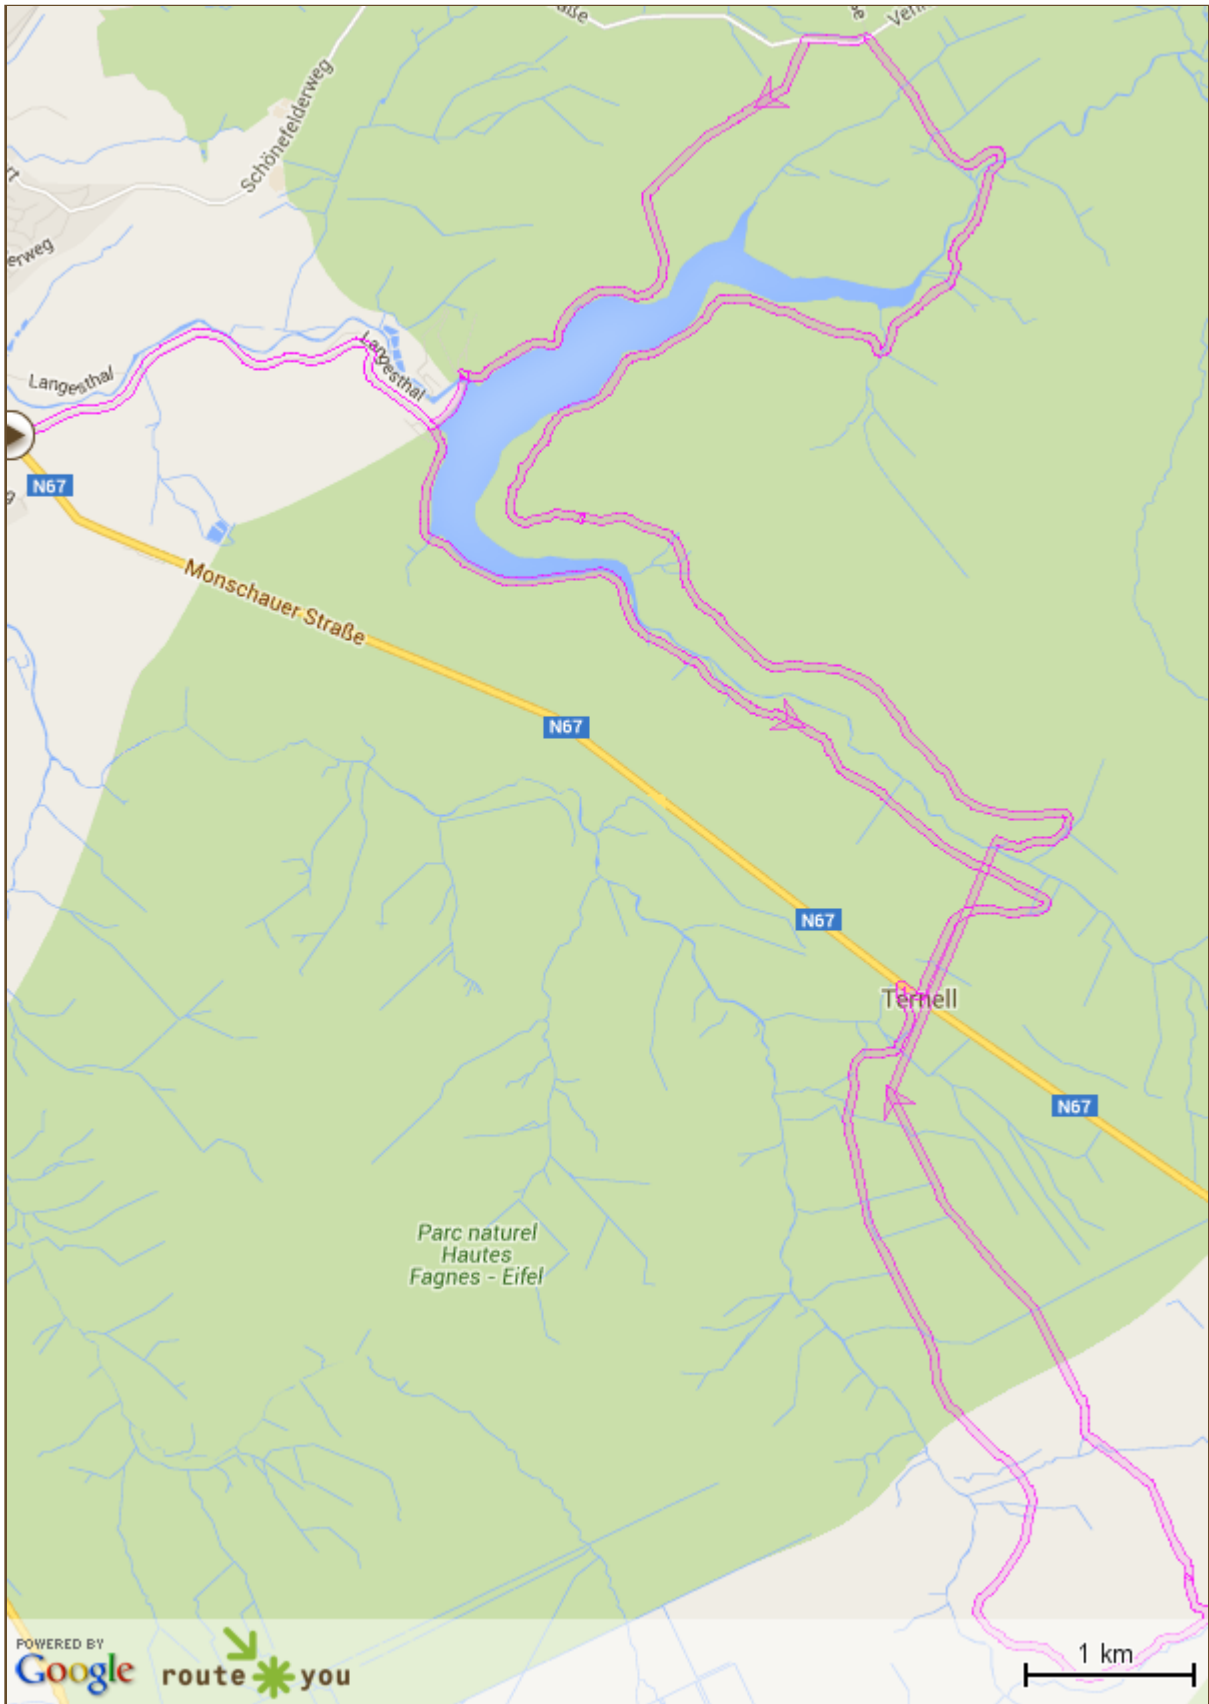 Schönefelderweg
erweg
Langesthal
Langesthal
N67
Monschauer Straße
N67
N67
Ternell
N67
Parc naturel
Hautes
Fagnes - Eifel
1 km
POWERED BY
Google
route you